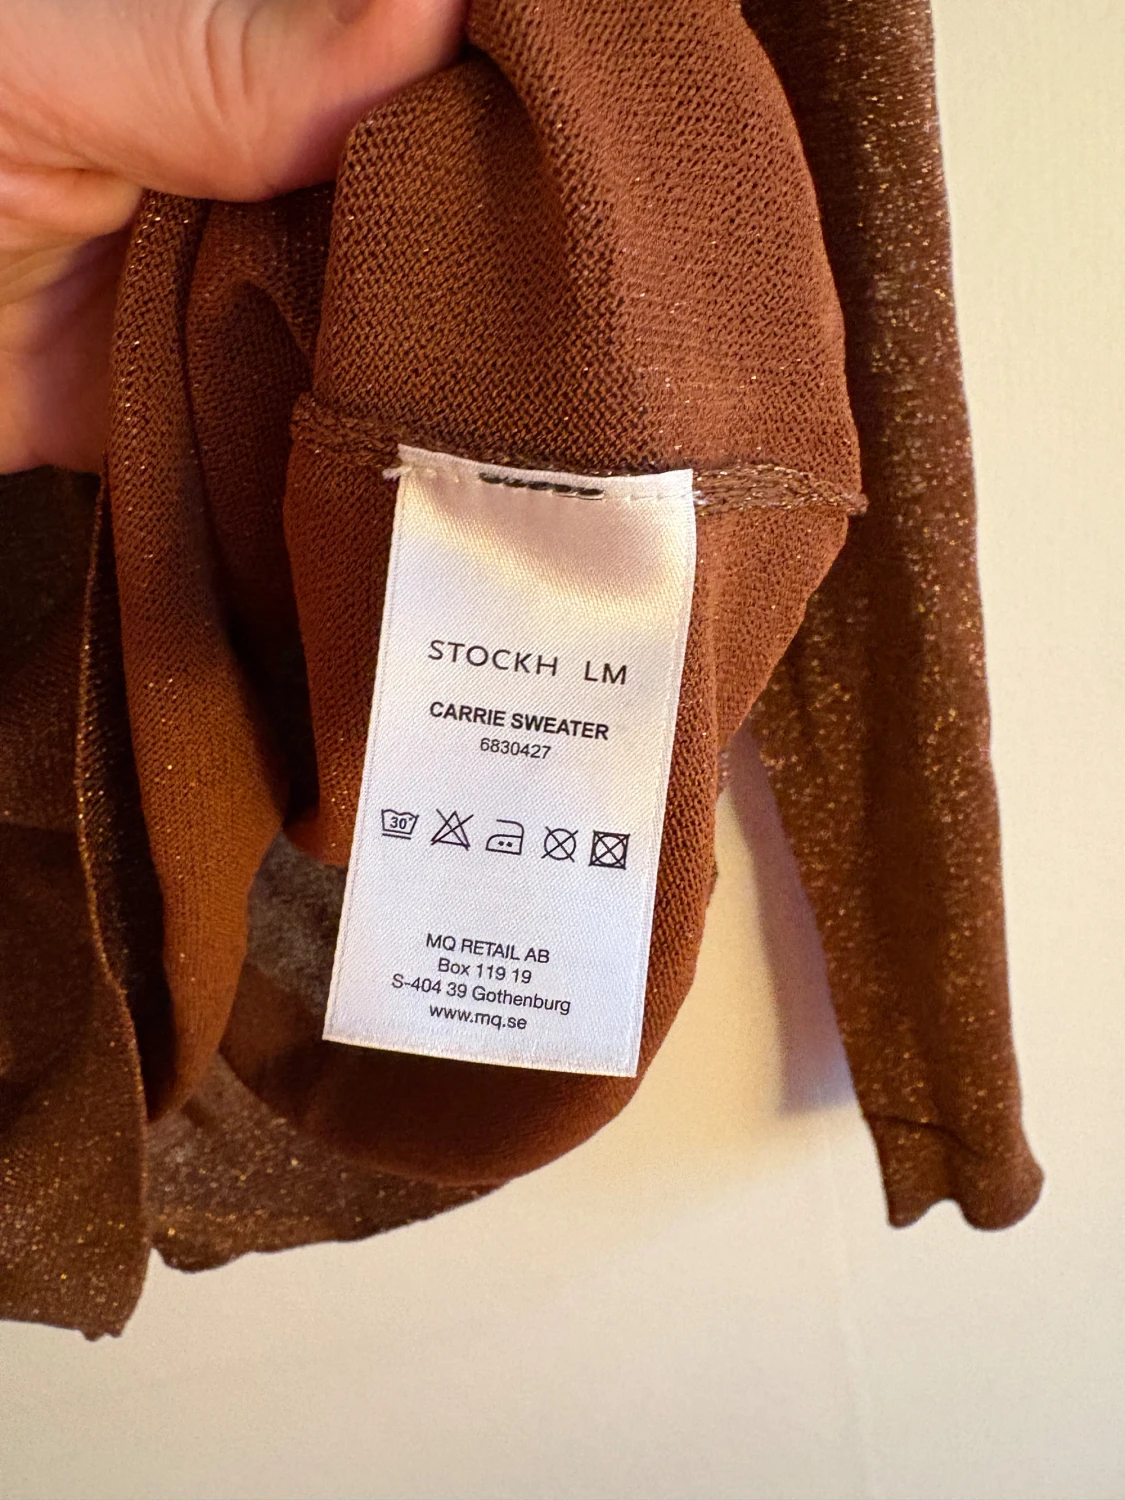 STOCKH LM
CARRIE SWEATER
6830427
30
MQ RETAIL AB
Box 119 19
S-404 39 Gothenburg
www.mq.se